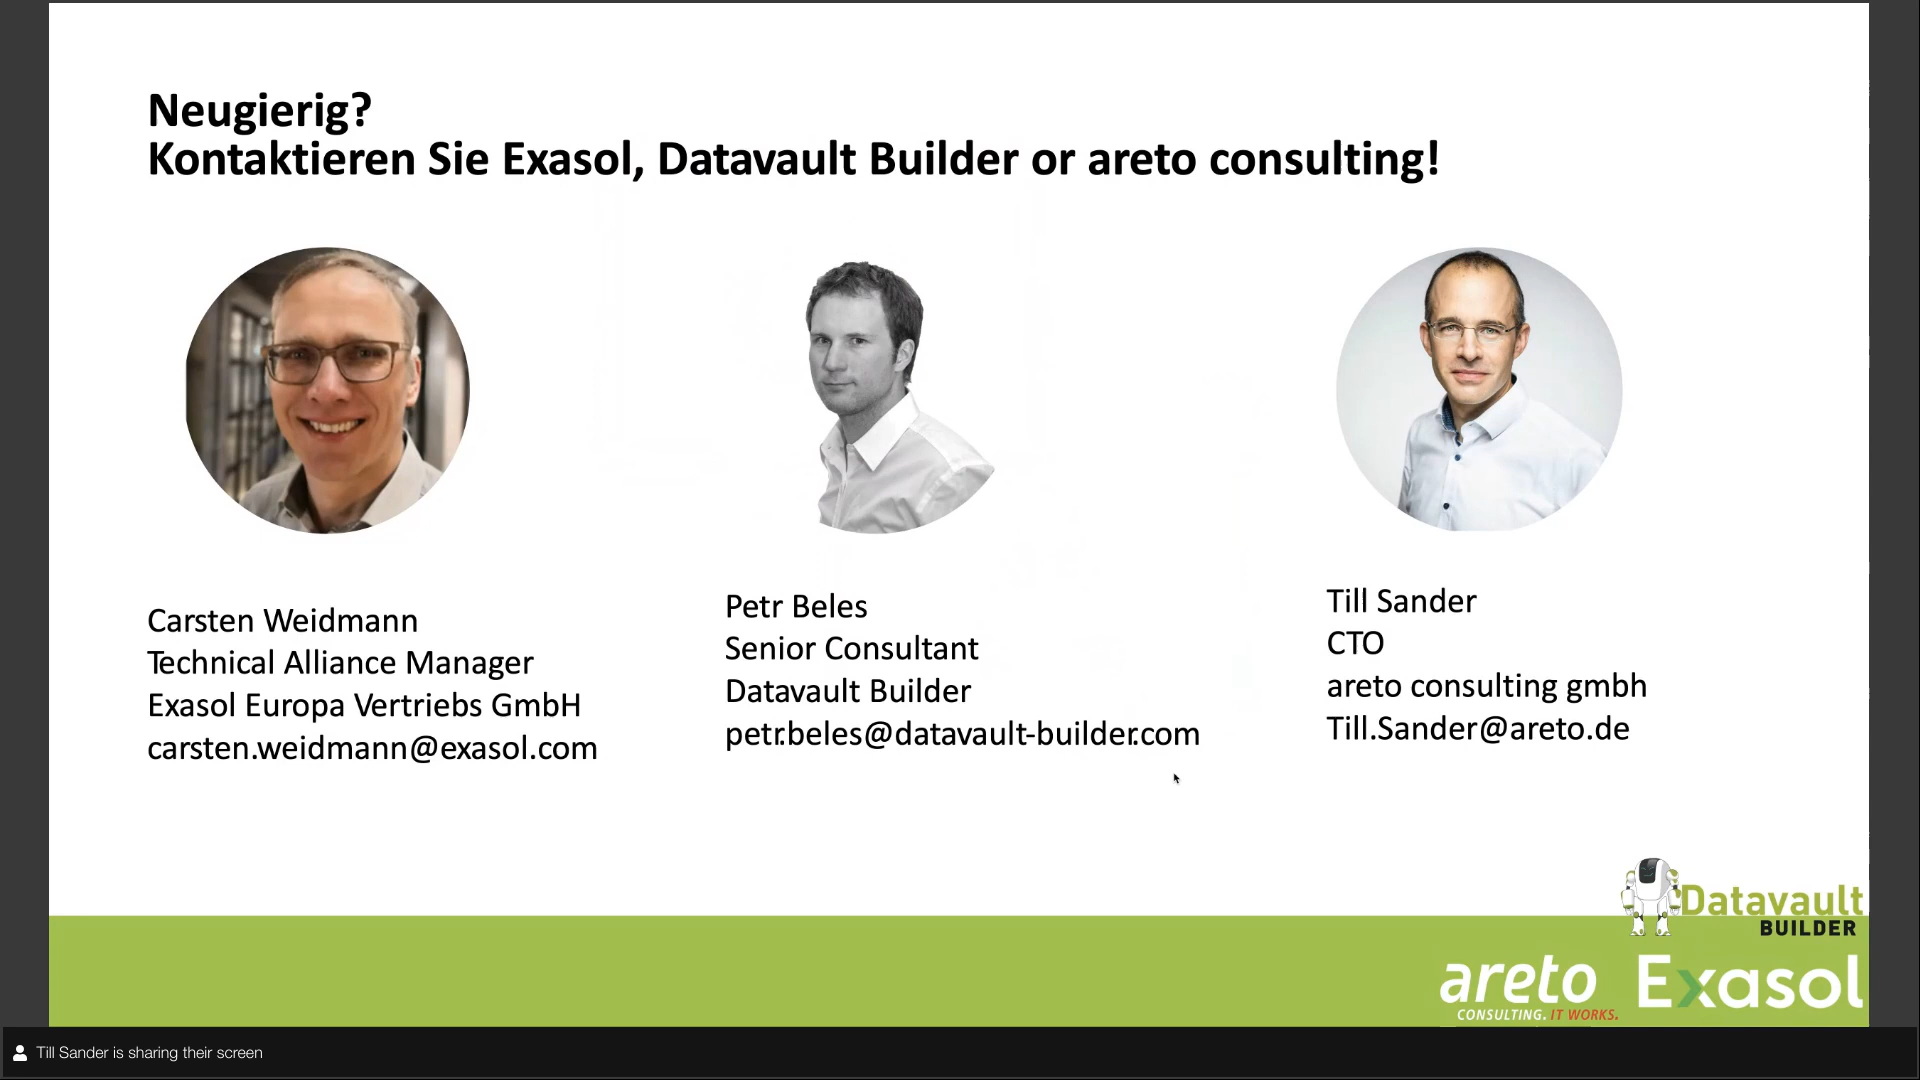 Neugierig?
Kontaktieren Sie Exasol, Datavault Builder or areto consulting!
Carsten Weidmann
Technical Alliance Manager
Exasol Europa Vertriebs GmbH
carsten.weidmann@exasol.com
Petr Beles
Senior Consultant
Datavault Builder
petr.beles@datavault-builder.com
Till Sander
CTO
areto consulting gmbh
Till.Sander@areto.de
Datavault
BUILDER
areto
CONSULTING. IT WORKS.
Exasol
Till Sander is sharing their screen